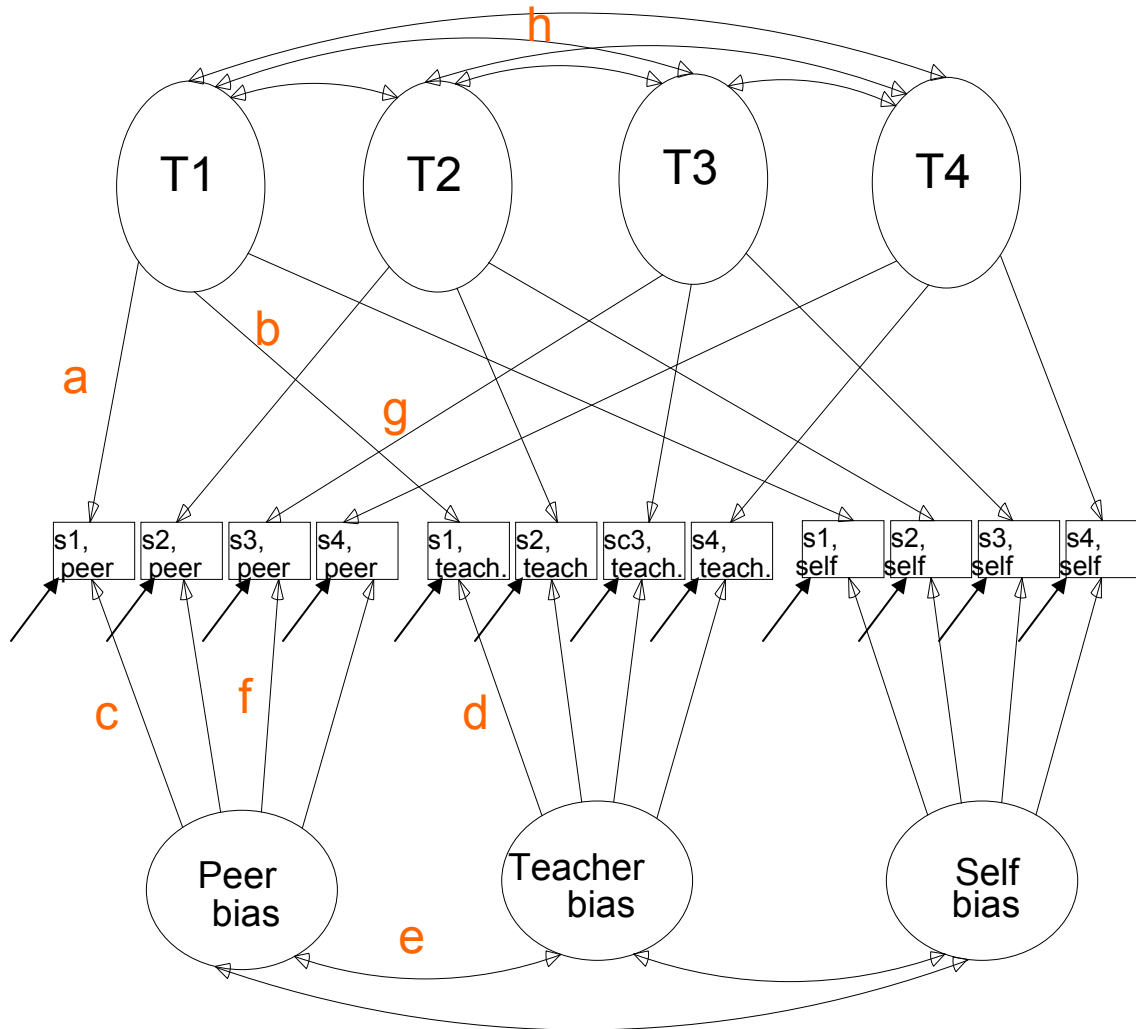 h
T1 T2 T3 T4
b
a
g
s1, s2, s3, s4, s1, s2, sc3, s4, s1, s2, s3, s4,
peer peer peer peer teach. teach teach. teach. self self self self
c f d
Peer Teacher Self
bias bias bias
e